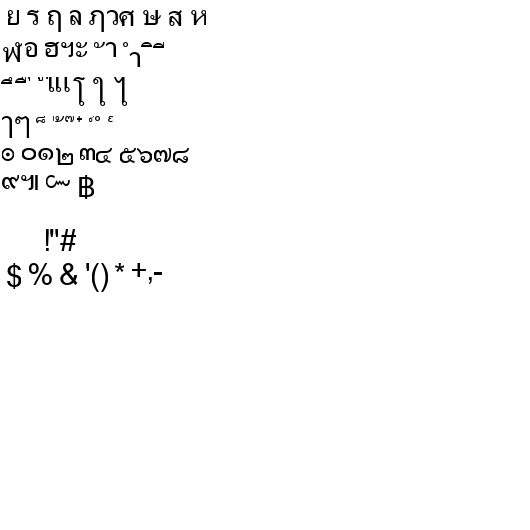 ย ร ฤ ล ฦวศ ษ ส ห
ฬอ ฮฯะ ั า ำ ิ ี
ึ ื ุ ู ฺ เแโ ใ ไ
ๅๆ ็ ่ ้ ๊ ๋ ์ ํ ๎
๏ ๐๑๒ ๓๔ ๕๖๗๘
๙๚ ๛ ฿
!"#
$ % & '() * +,-